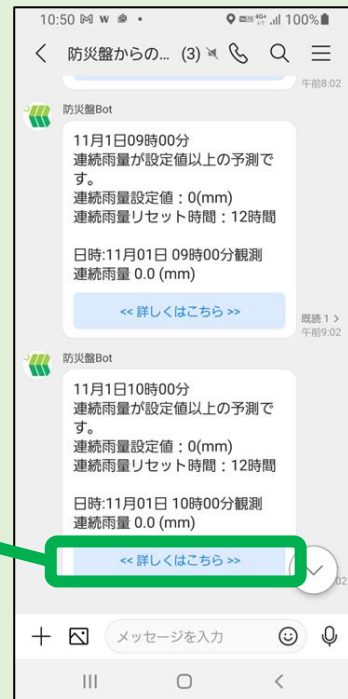 10:50 M W 4G+ 100%
防災盤からの... (3)
午前8:02
防災盤Bot
11月1日09時00分
連続雨量が設定値以上の予測で
す。
連続雨量設定値：0(mm)
連続雨量リセット時間：12時間
日時:11月01日 09時00分観測
連続雨量 0.0 (mm)
<< 詳しくはこちら >>
既読 1 >
午前9:02
防災盤Bot
11月1日10時00分
連続雨量が設定値以上の予測で
す。
連続雨量設定値：0(mm)
連続雨量リセット時間：12時間
日時:11月01日 10時00分観測
連続雨量 0.0 (mm)
<< 詳しくはこちら >>
02
メッセージを入力